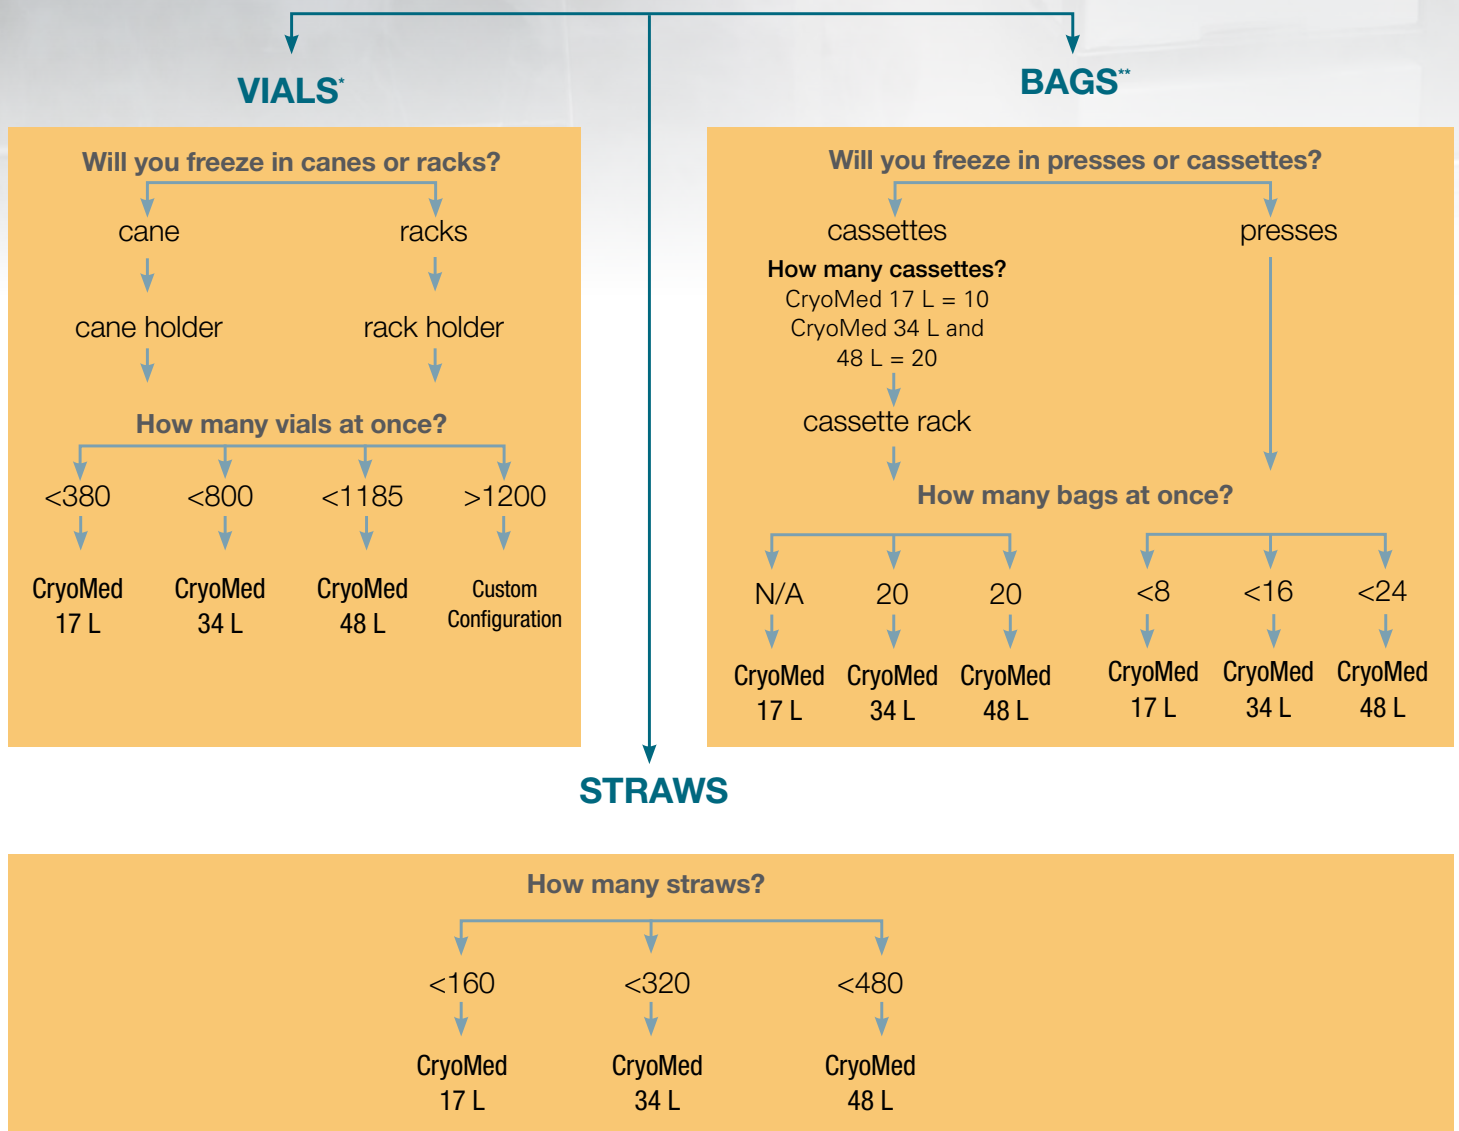 VIALS*
BAGS**
Will you freeze in canes or racks?
cane
racks
cane holder
rack holder
How many vials at once?
<380
<800
<1185
>1200
CryoMed
17 L
CryoMed
34 L
CryoMed
48 L
Custom
Configuration
Will you freeze in presses or cassettes?
cassettes
presses
How many cassettes?
CryoMed 17 L = 10
CryoMed 34 L and
48 L = 20
cassette rack
How many bags at once?
N/A
20
20
<8
<16
<24
CryoMed
17 L
CryoMed
34 L
CryoMed
48 L
CryoMed
17 L
CryoMed
34 L
CryoMed
48 L
STRAWS
How many straws?
<160
<320
<480
CryoMed
17 L
CryoMed
34 L
CryoMed
48 L